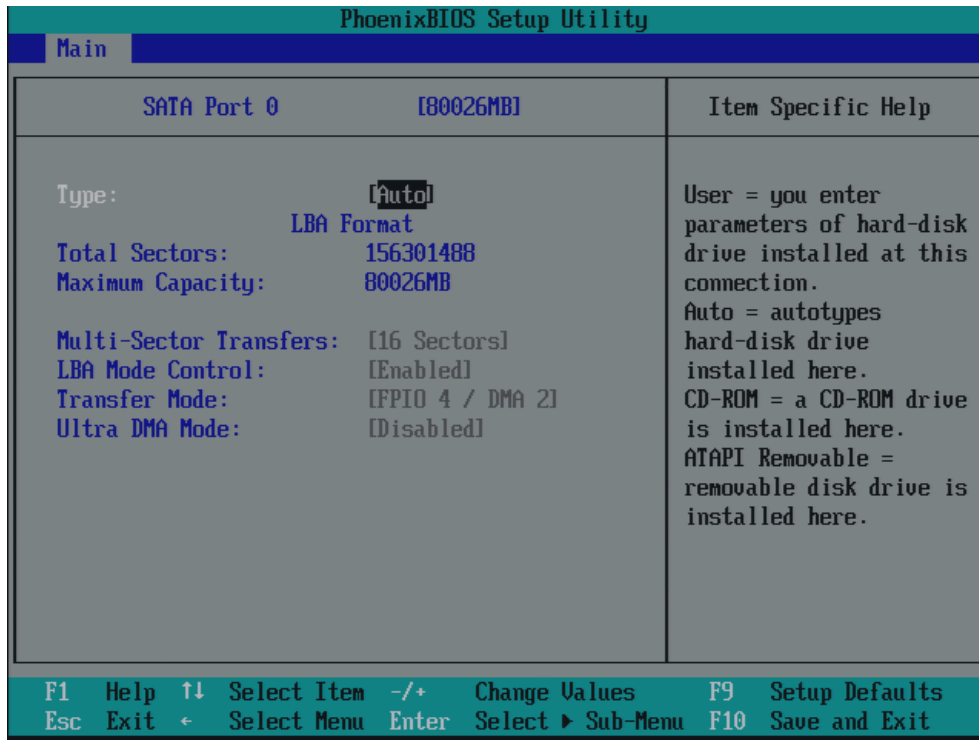 PhoenixBIOS Setup Utility
Main
SATA Port 0 [80026MB]
Type: [Auto]
LBA Format
Total Sectors: 156301488
Maximum Capacity: 80026MB
Multi-Sector Transfers: [16 Sectors]
LBA Mode Control: [Enabled]
Transfer Mode: [FPIO 4 / DMA 2]
Ultra DMA Mode: [Disabled]
Item Specific Help
User = you enter
parameters of hard-disk
drive installed at this
connection.
Auto = autotypes
hard-disk drive
installed here.
CD-ROM = a CD-ROM drive
is installed here.
ATAPI Removable =
removable disk drive is
installed here.
F1 Help ↑↓ Select Item -/+ Change Values F9 Setup Defaults
Esc Exit ← Select Menu Enter Select ▶ Sub-Menu F10 Save and Exit